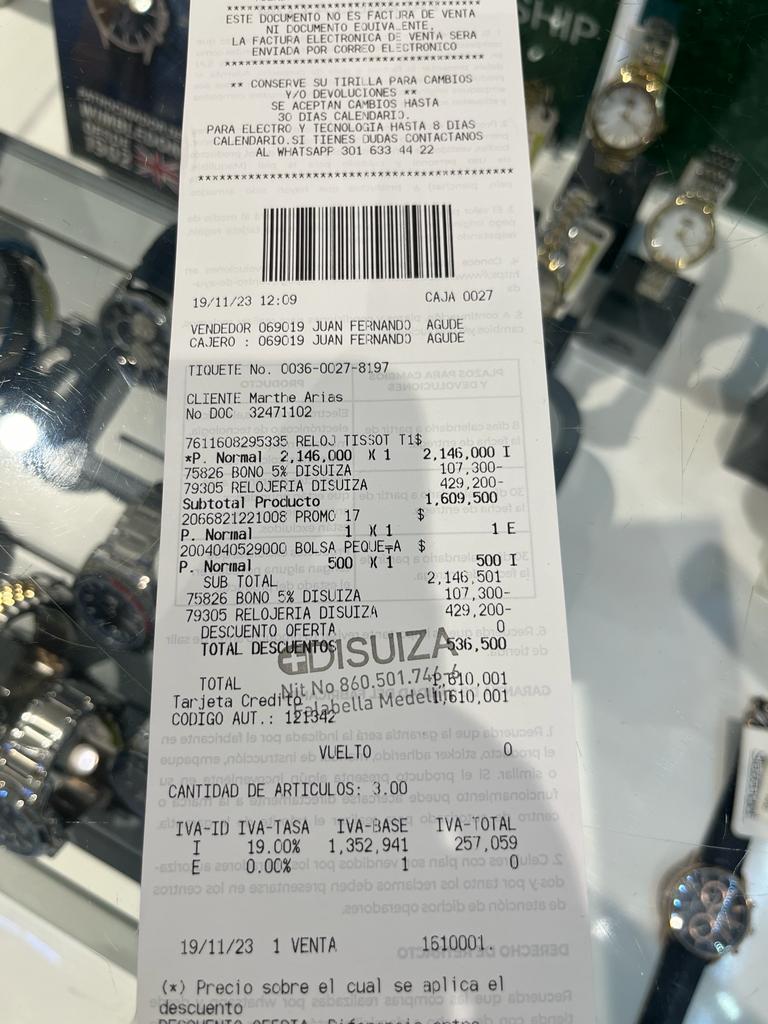 ESTE DOCUMENTO NO ES FACTURA DE VENTA
NI DOCUMENTO EQUIVALENTE.
LA FACTURA ELECTRONICA DE VENTA SERA
ENVIADA POR CORREO ELECTRONICO
****************************************
** CONSERVE SU TIRILLA PARA CAMBIOS
Y/O DEVOLUCIONES **
SE ACEPTAN CAMBIOS HASTA
30 DIAS CALENDARIO.
PARA ELECTRO Y TECNOLOGIA HASTA 8 DIAS
CALENDARIO.SI TIENES DUDAS CONTACTANOS
AL WHATSAPP 301 633 44 22
****************************************
19/11/23 12:09 CAJA 0027
VENDEDOR 069019 JUAN FERNANDO AGUDE
CAJERO : 069019 JUAN FERNANDO AGUDE
TIQUETE No. 0036-0027-8197
CLIENTE Marthe Arias
No DOC 32471102
7611608295335 RELOJ TISSOT T1$
*P. Normal 2,146,000 X 1 2,146,000 I
75826 BONO 5% DISUIZA 107,300-
79305 RELOJERIA DISUIZA 429,200-
Subtotal Producto 1,609,500
2066821221008 PROMO 17 $
P. Normal 1 X 1 1 E
2004040529000 BOLSA PEQUE┬A $
P. Normal 500 X 1 500 I
SUB TOTAL 2,146,501
75826 BONO 5% DISUIZA 107,300-
79305 RELOJERIA DISUIZA 429,200-
DESCUENTO OFERTA 0
TOTAL DESCUENTOS 536,500
DISUIZA
Nit No 860.501.746-6
Falabella Medellin
TOTAL 1,610,001
Tarjeta Credito 1,610,001
CODIGO AUT.: 121342
VUELTO 0
CANTIDAD DE ARTICULOS: 3.00
IVA-ID IVA-TASA IVA-BASE IVA-TOTAL
I 19.00% 1,352,941 257,059
E 0.00% 1 0
19/11/23 1 VENTA 1610001.
(*) Precio sobre el cual se aplica el
descuento
SHIP